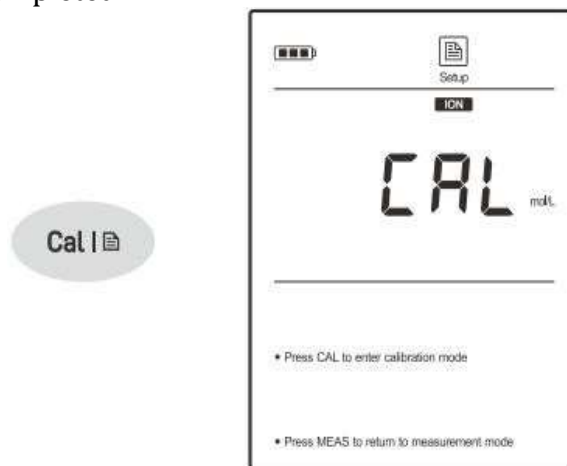 Setup
ION
CAL
mol/L
Cal |
• Press CAL to enter calibration mode
• Press MEAS to return to measurement mode